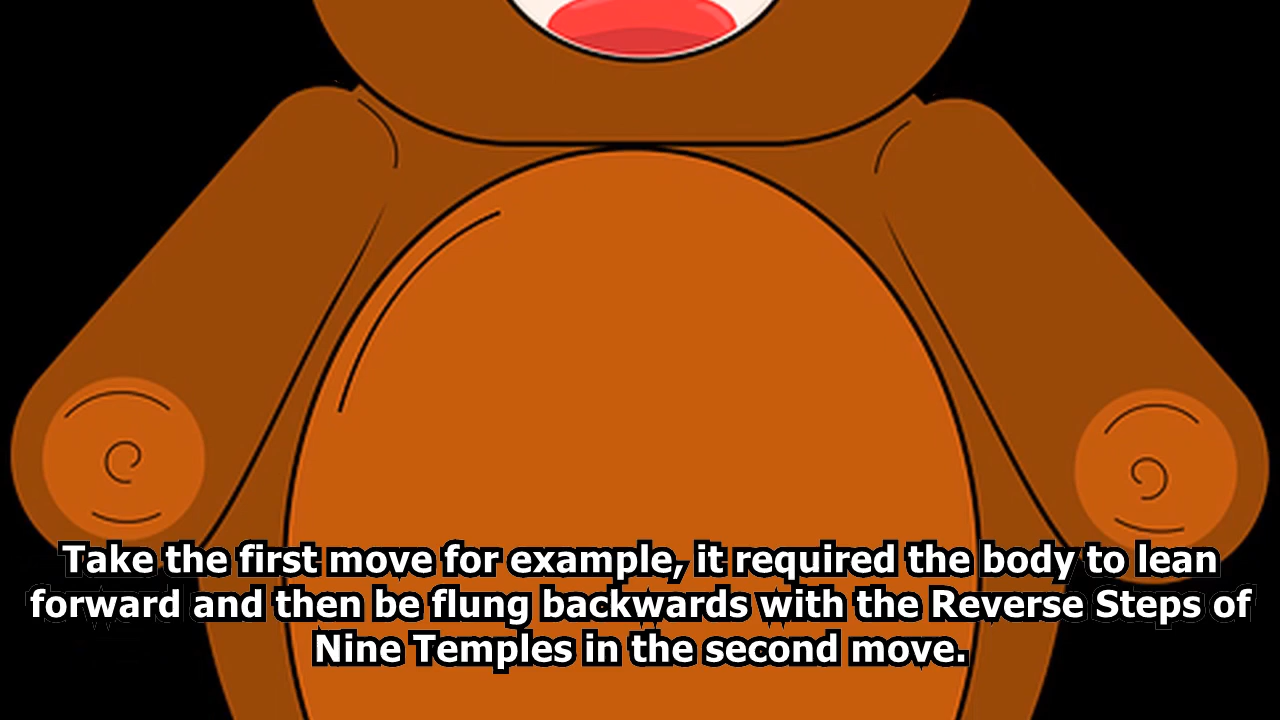 Take the first move for example, it required the body to lean
forward and then be flung backwards with the Reverse Steps of
Nine Temples in the second move.